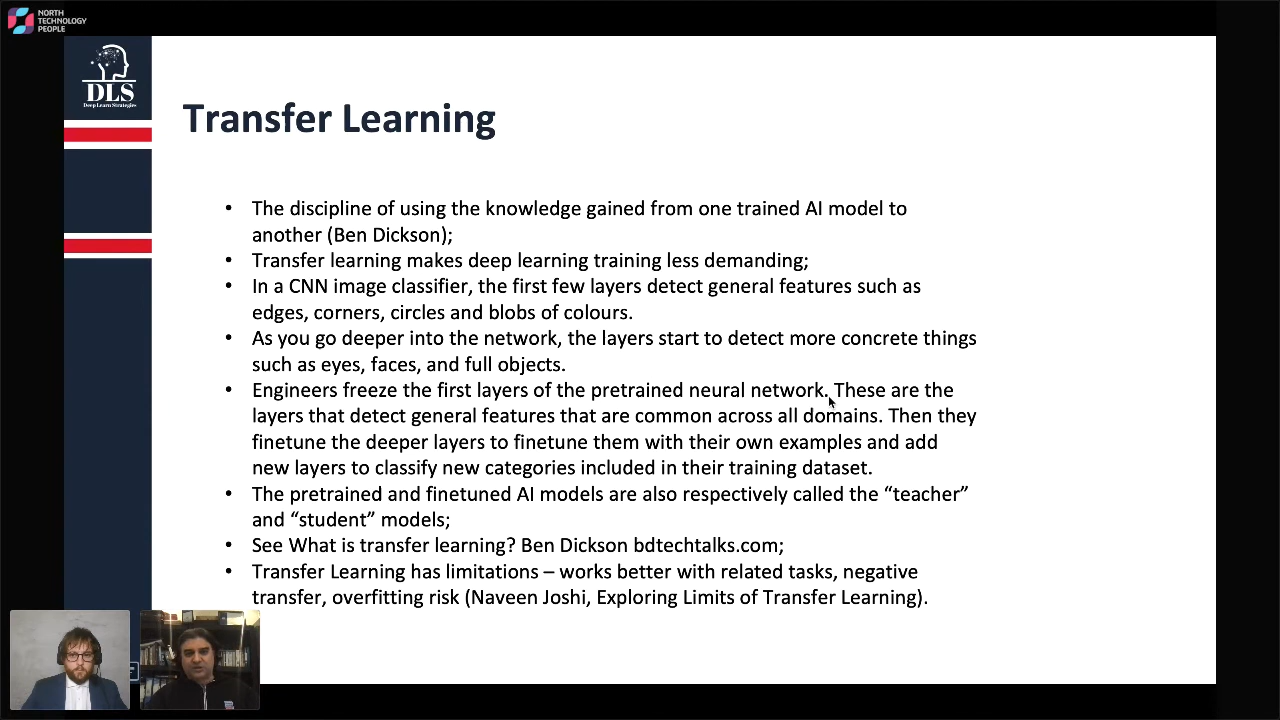 NORTH
TECHNOLOGY
PEOPLE
DLS
Deep Learn Strategies
Transfer Learning
• The discipline of using the knowledge gained from one trained AI model to
another (Ben Dickson);
• Transfer learning makes deep learning training less demanding;
• In a CNN image classifier, the first few layers detect general features such as
edges, corners, circles and blobs of colours.
• As you go deeper into the network, the layers start to detect more concrete things
such as eyes, faces, and full objects.
• Engineers freeze the first layers of the pretrained neural network. These are the
layers that detect general features that are common across all domains. Then they
finetune the deeper layers to finetune them with their own examples and add
new layers to classify new categories included in their training dataset.
• The pretrained and finetuned AI models are also respectively called the “teacher”
and “student” models;
• See What is transfer learning? Ben Dickson bdtechtalks.com;
• Transfer Learning has limitations – works better with related tasks, negative
transfer, overfitting risk (Naveen Joshi, Exploring Limits of Transfer Learning).